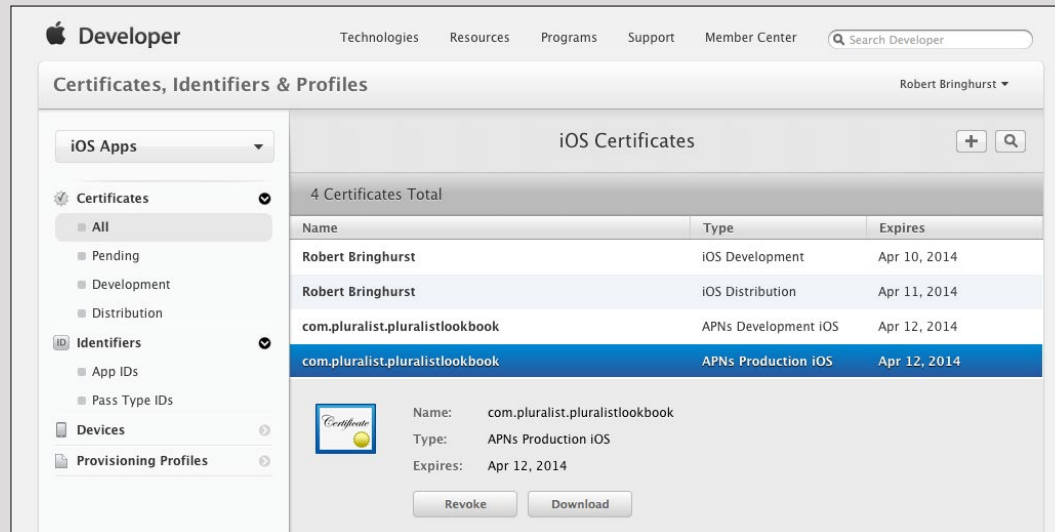 Developer
Technologies Resources Programs Support Member Center Search Developer
Certificates, Identifiers & Profiles
Robert Bringhurst
iOS Apps
Certificates
All
Pending
Development
Distribution
ID Identifiers
App IDs
Pass Type IDs
Devices
Provisioning Profiles
iOS Certificates
4 Certificates Total
Name Type Expires
Robert Bringhurst iOS Development Apr 10, 2014
Robert Bringhurst iOS Distribution Apr 11, 2014
com.pluralist.pluralistlookbook APNs Development iOS Apr 12, 2014
com.pluralist.pluralistlookbook APNs Production iOS Apr 12, 2014
Certificate
Name: com.pluralist.pluralistlookbook
Type: APNs Production iOS
Expires: Apr 12, 2014
Revoke Download